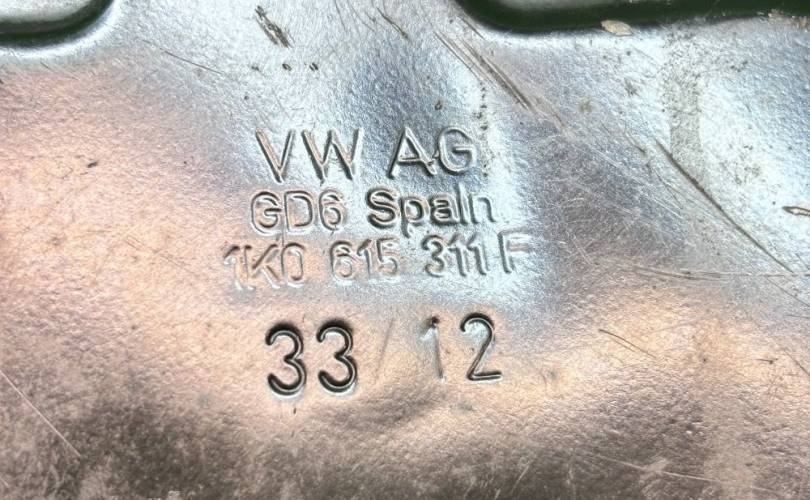 VW AG
GD6 Spain
1K0 615 311 F
33/12